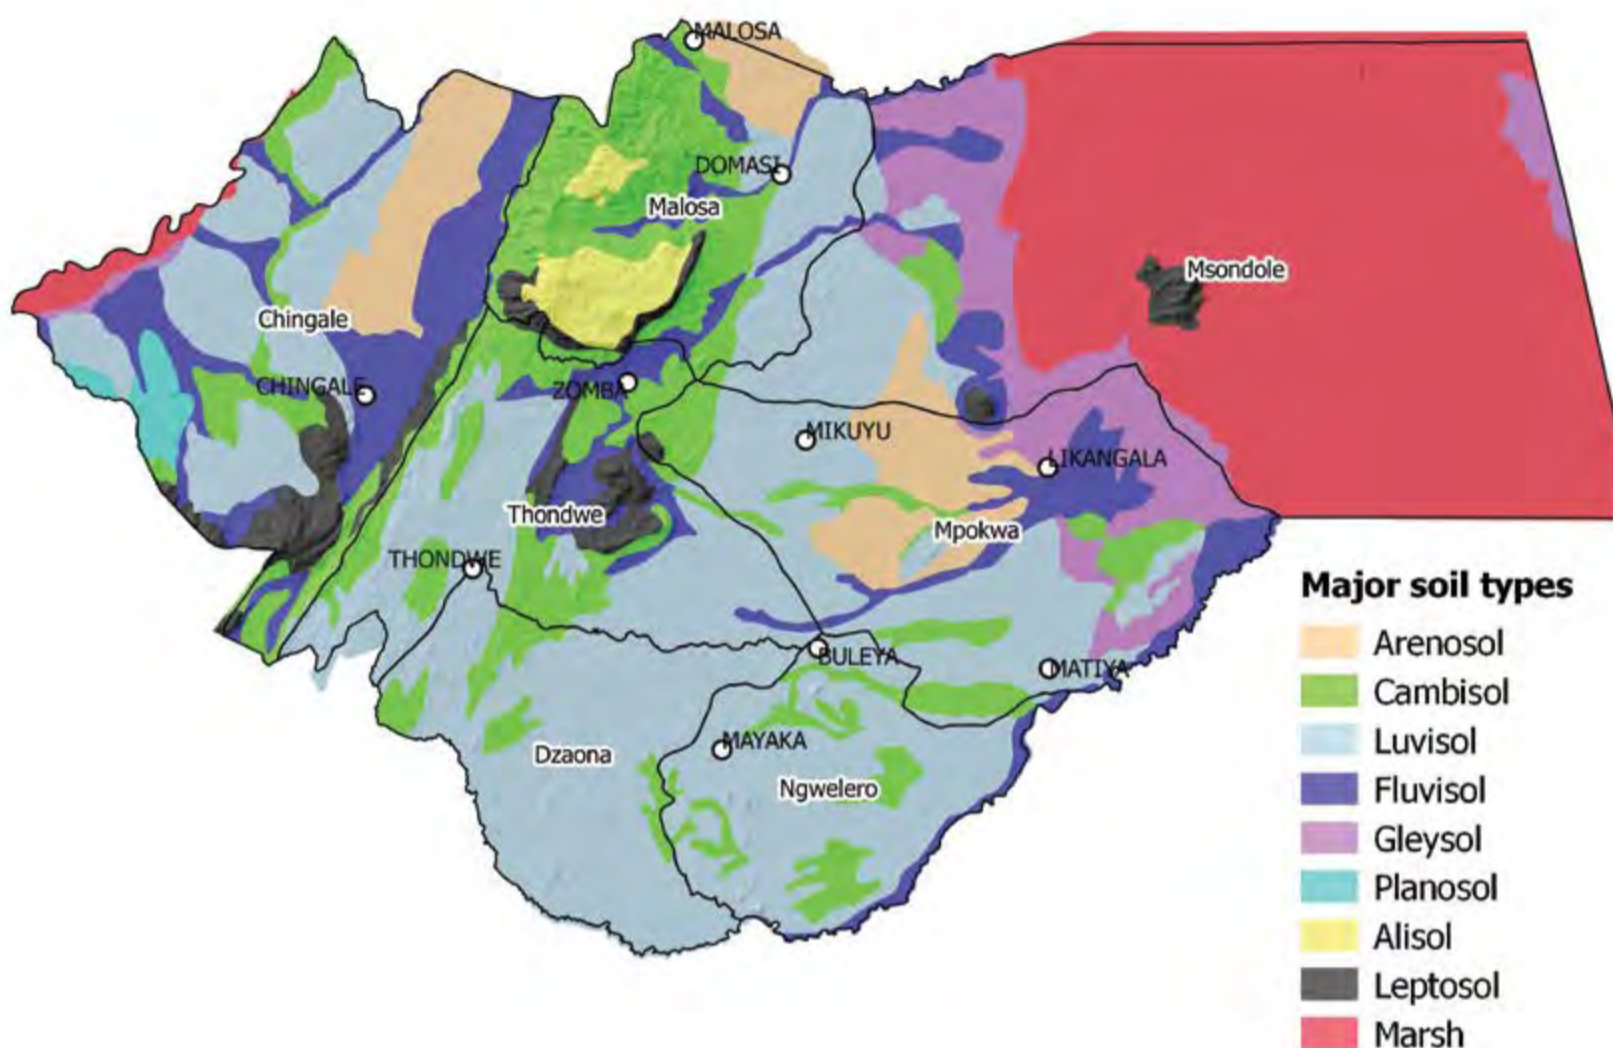 MALOSA
DOMASI
Malosa
Msondole
Chingale
CHINGALE
ZOMBA
MIKUYU
LIKANGALA
Thondwe
Mpokwa
THONDWE
BULEYA
MATIYA
MAYAKA
Dzaona
Ngwelero
Major soil types
Arenosol
Cambisol
Luvisol
Fluvisol
Gleysol
Planosol
Alisol
Leptosol
Marsh